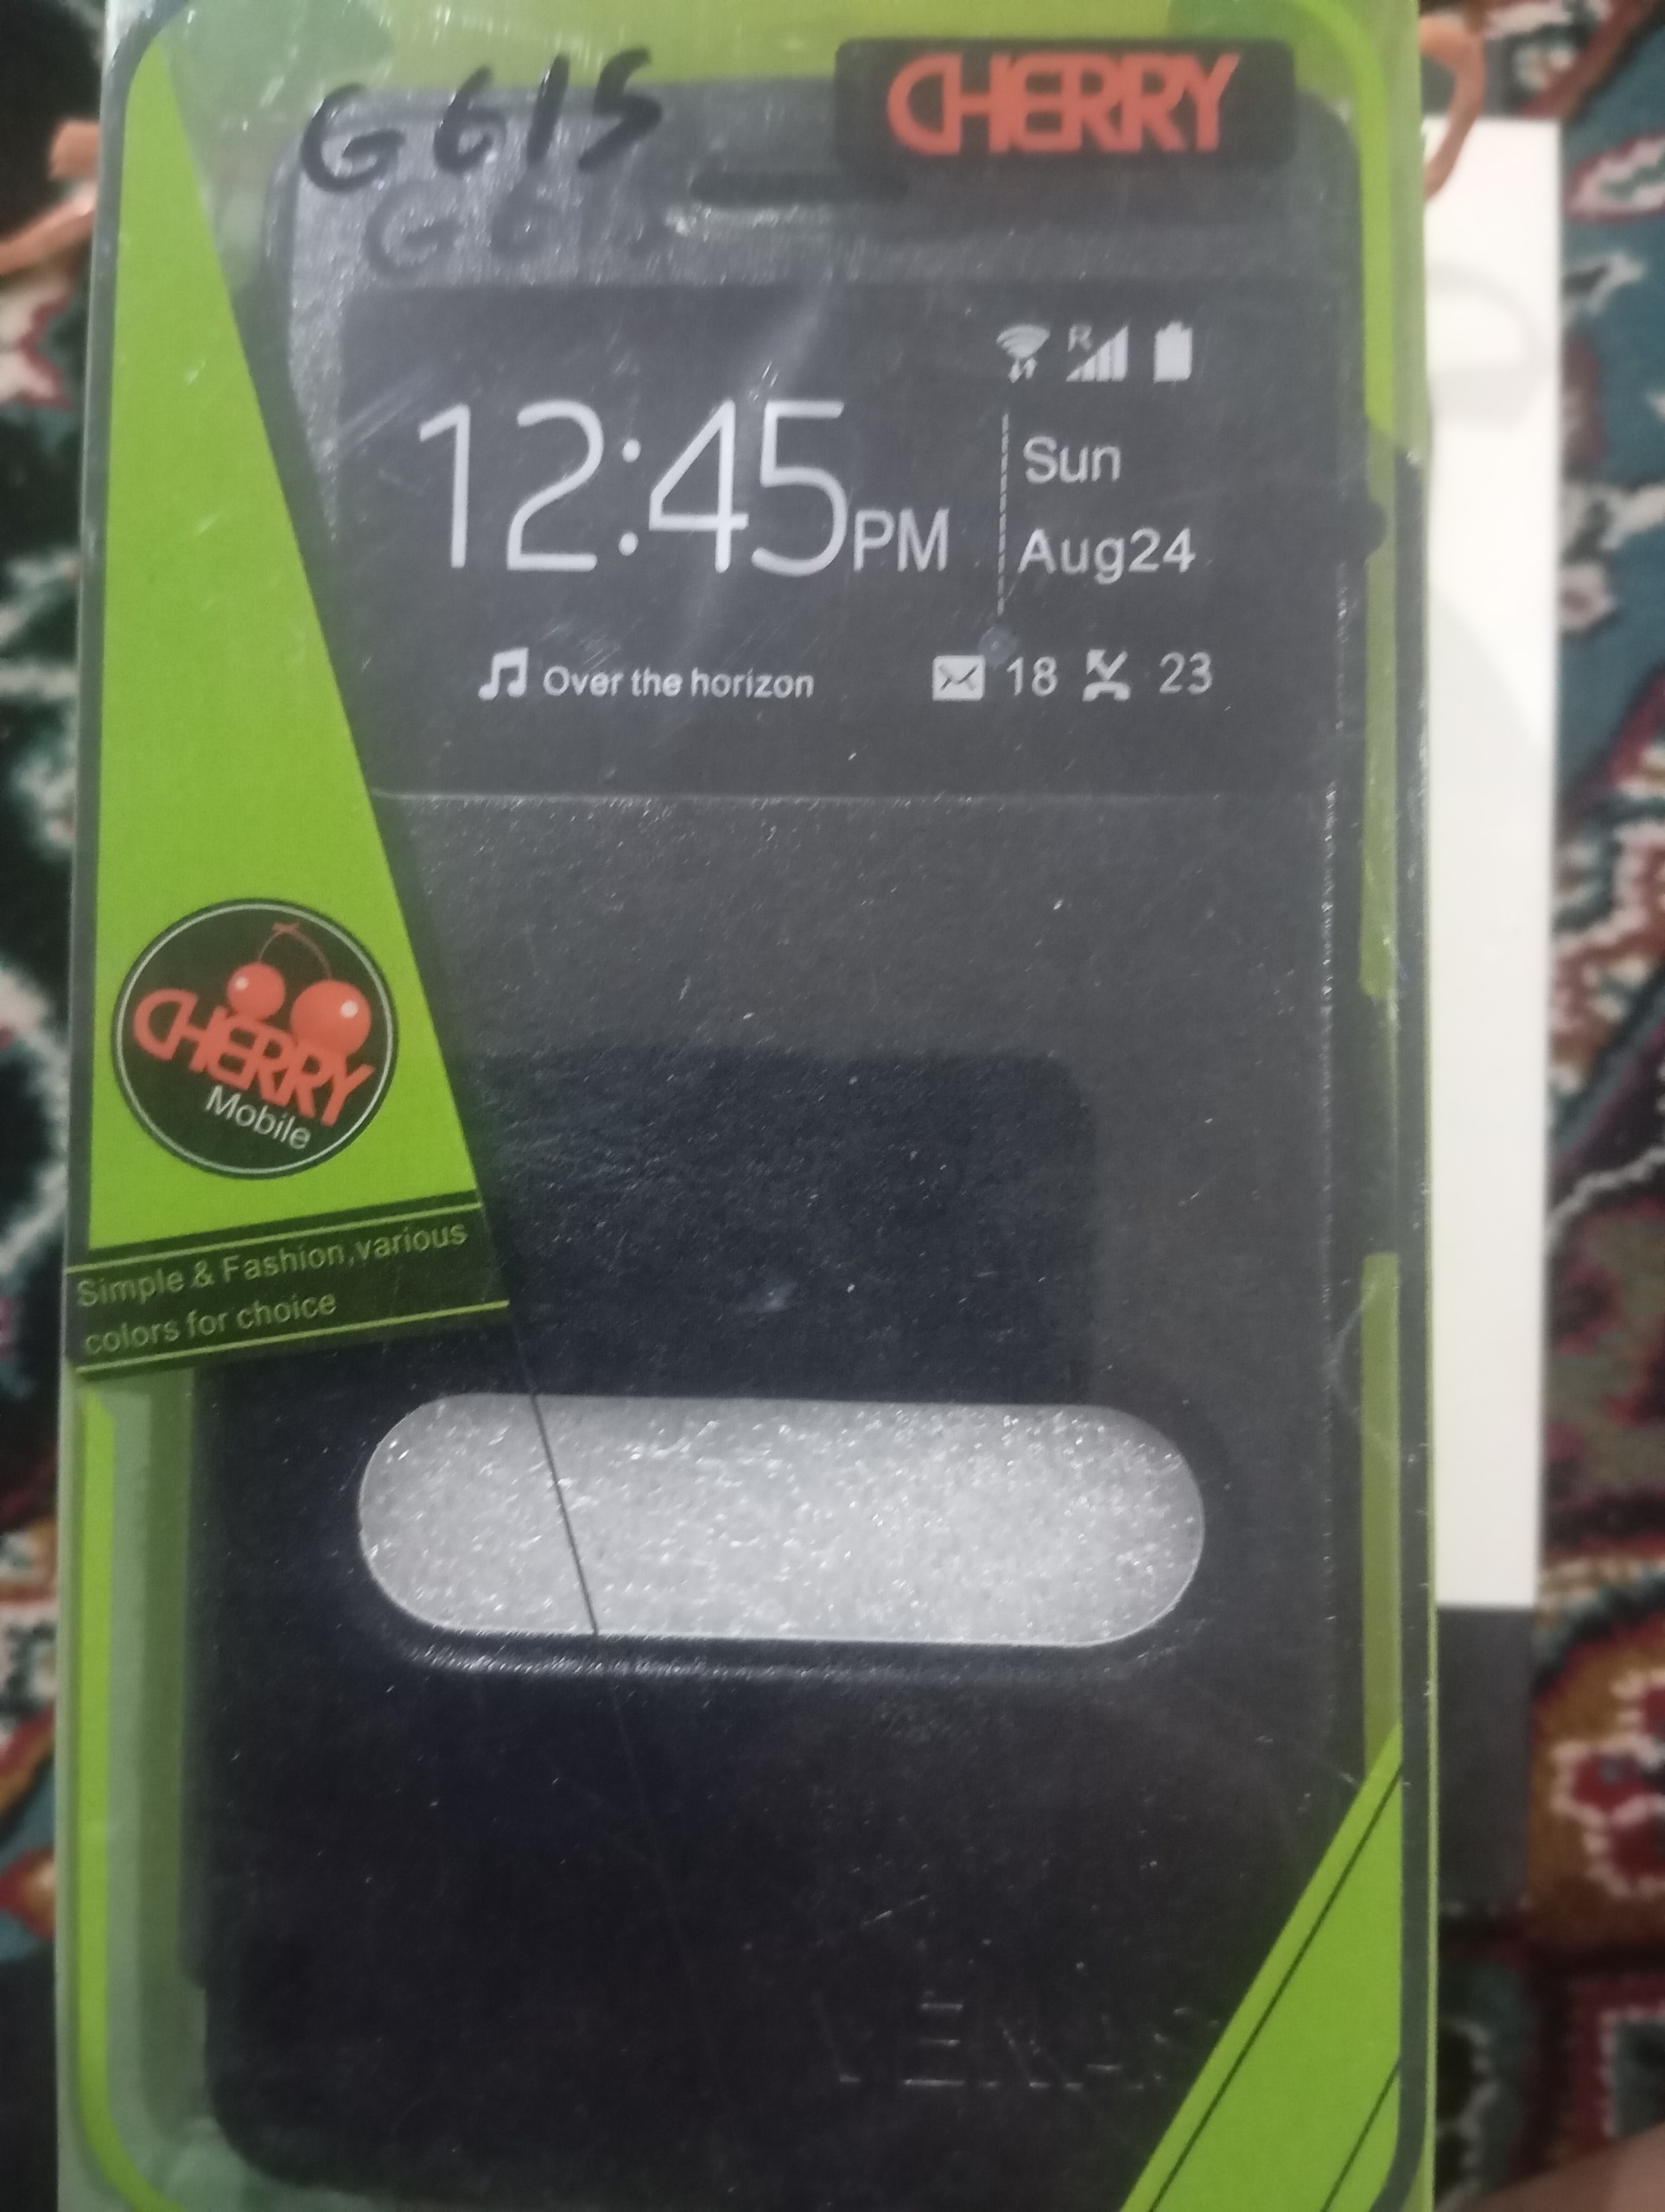 G615
CHERRY
R
12:45PM
Sun
Aug24
Over the horizon
18
23
CHERRY
Mobile
Simple & Fashion,various
colors for choice